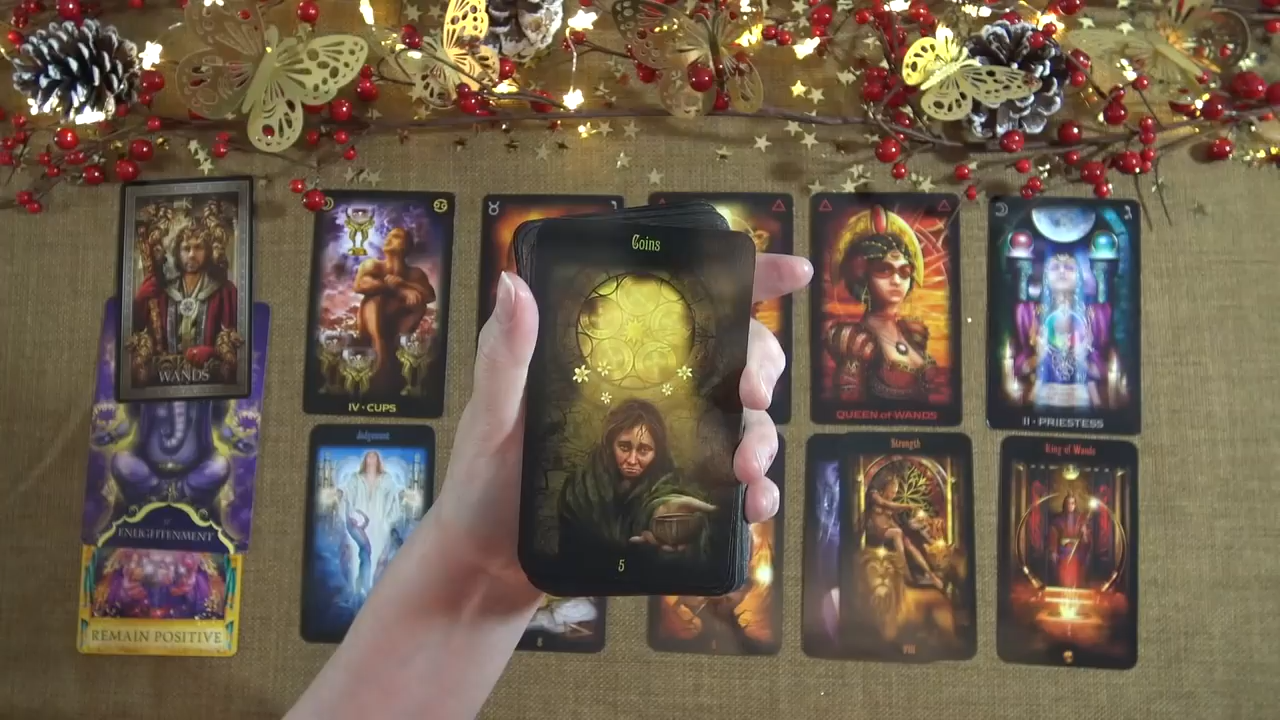 K
WANDS
IV · CUPS
Coins
5
QUEEN of WANDS
II · PRIESTESS
ENLIGHTENMENT
REMAIN POSITIVE
Judgement
8
Strength
VIII
King of Wands